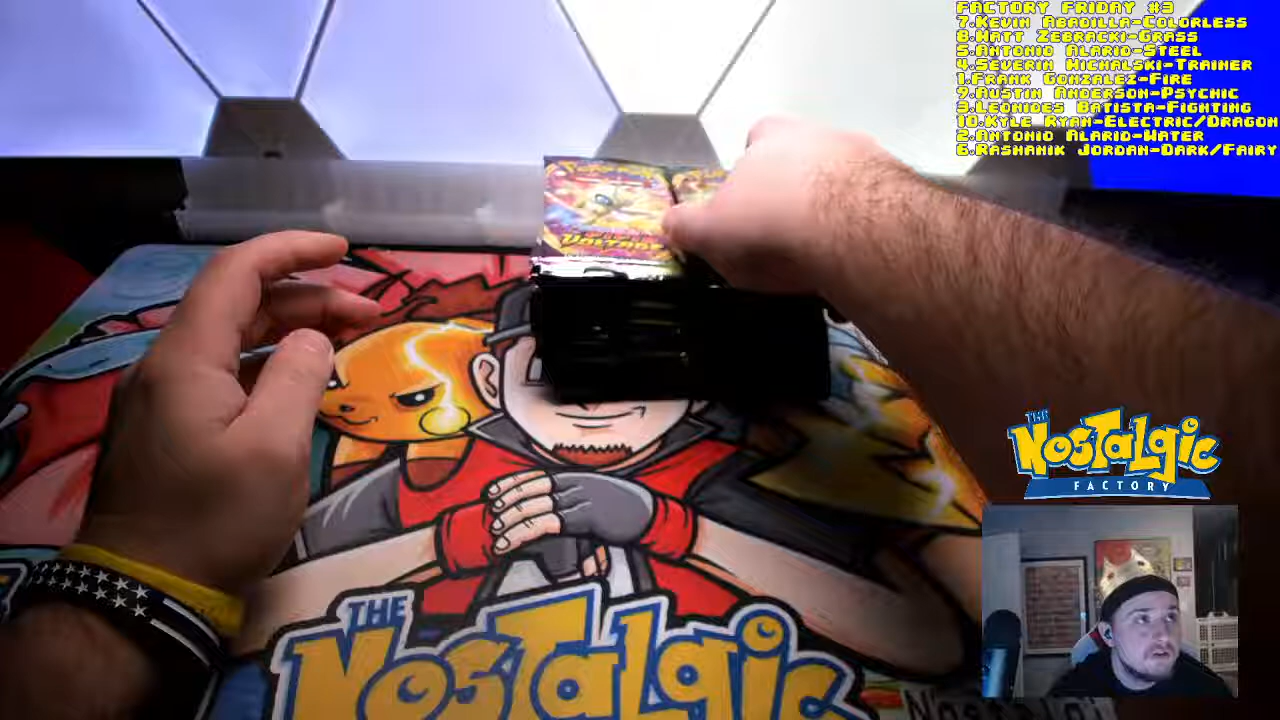 FACTORY FRIDAY #3
7.KEVIN ABADILLA-COLORLESS
8.MATT ZEBRACKI-GRASS
5.ANTONIO ALARID-STEEL
4.SEVERIN MICHALSKI-TRAINER
1.FRANK GONZALEZ-FIRE
9.AUSTIN ANDERSON-PSYCHIC
3.LEONIDES BATISTA-FIGHTING
10.KYLE RYAN-ELECTRIC/DRAGON
2.ANTONIO ALARID-WATER
6.RASHANIK JORDAN-DARK/FAIRY
POKÉMON
VOLTAGE
THE
NOSTALGIC
FACTORY
THE
NOSTALGIC